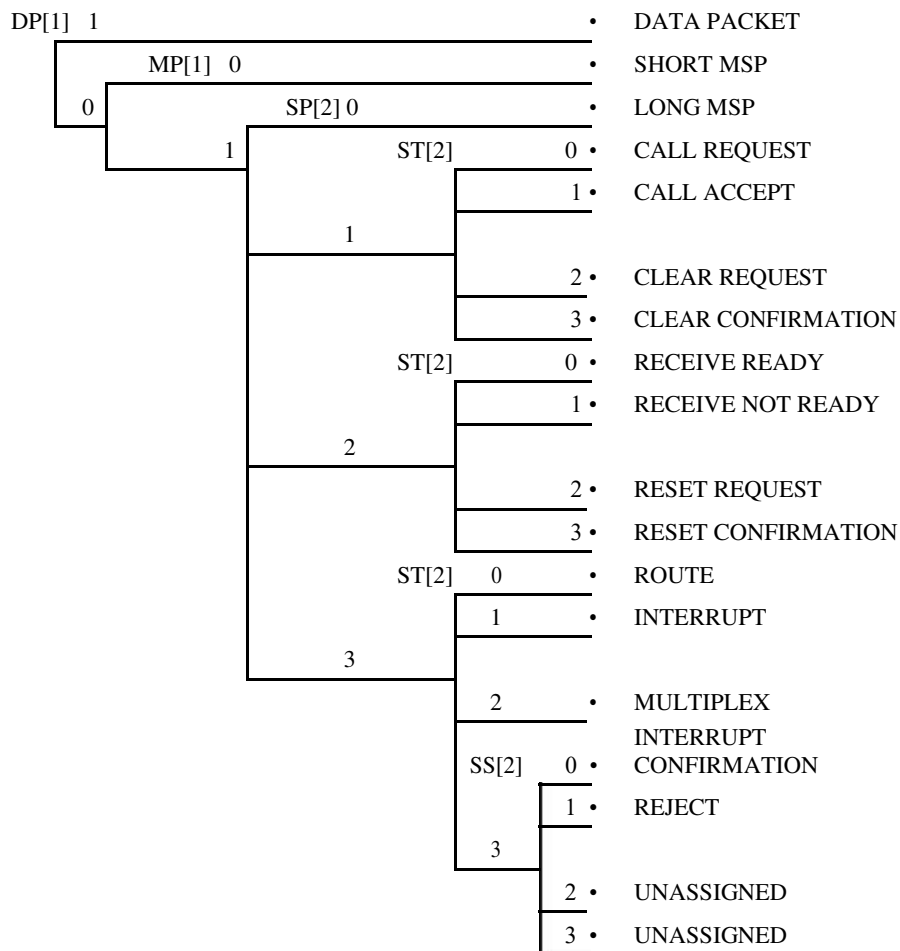 DP[1] 1 • DATA PACKET
MP[1] 0 • SHORT MSP
0 SP[2] 0 • LONG MSP
1 ST[2] 0 • CALL REQUEST
1 • CALL ACCEPT
1
2 • CLEAR REQUEST
3 • CLEAR CONFIRMATION
ST[2] 0 • RECEIVE READY
1 • RECEIVE NOT READY
2
2 • RESET REQUEST
3 • RESET CONFIRMATION
ST[2] 0 • ROUTE
1 • INTERRUPT
3
2 • MULTIPLEX
INTERRUPT
SS[2] 0 • CONFIRMATION
1 • REJECT
3
2 • UNASSIGNED
3 • UNASSIGNED